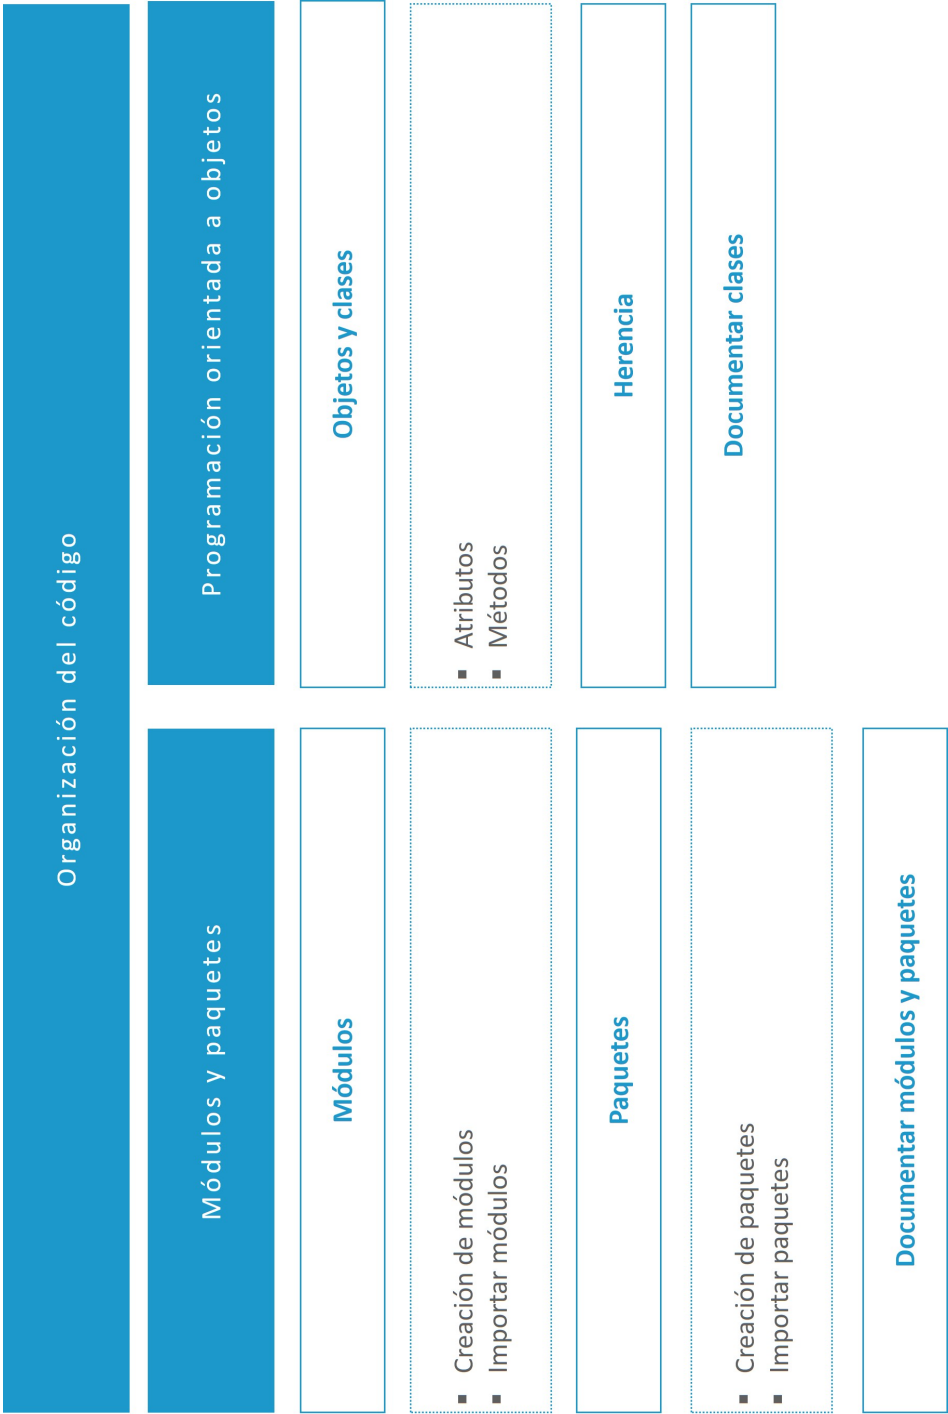 Organización del código
Módulos y paquetes
Módulos
▪ Creación de módulos
▪ Importar módulos
Paquetes
▪ Creación de paquetes
▪ Importar paquetes
Documentar módulos y paquetes
Programación orientada a objetos
Objetos y clases
▪ Atributos
▪ Métodos
Herencia
Documentar clases